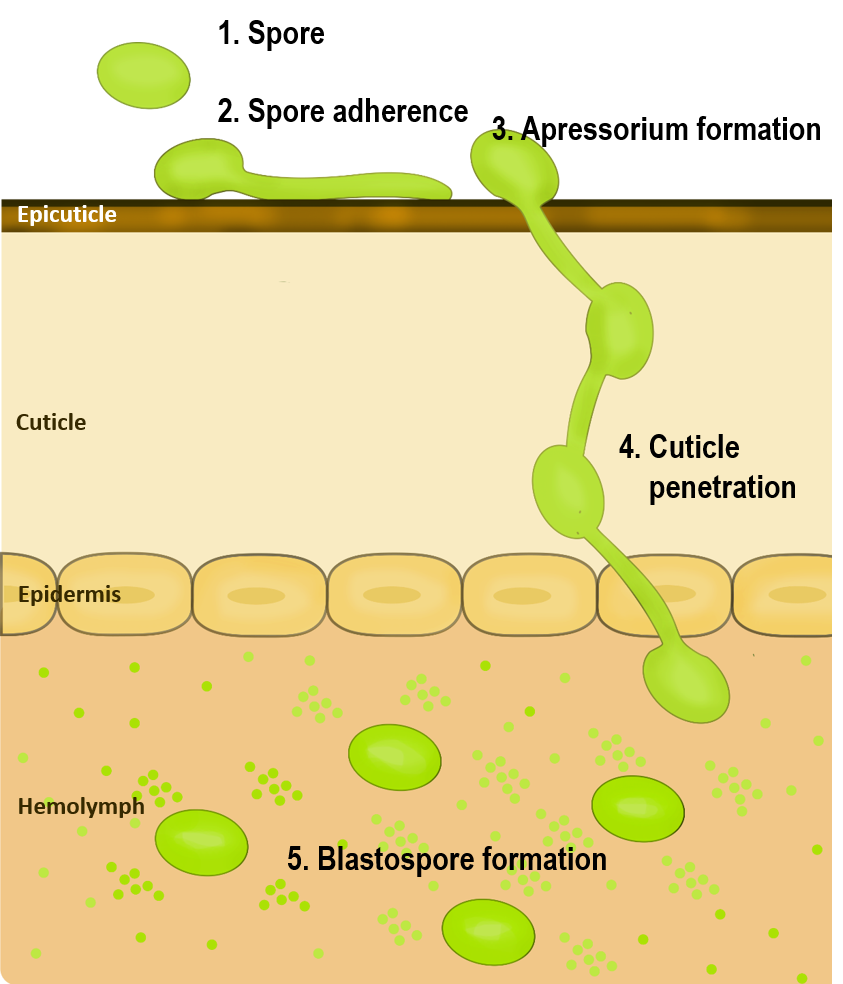 1. Spore
2. Spore adherence
3. Apressorium formation
Epicuticle
Cuticle
4. Cuticle
penetration
Epidermis
Hemolymph
5. Blastospore formation